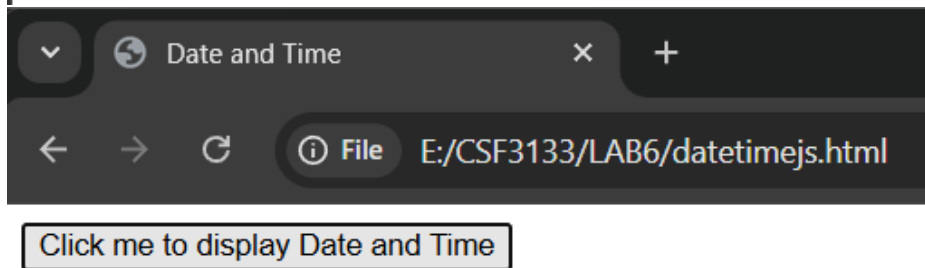 Date and Time
File E:/CSF3133/LAB6/datetimejs.html
Click me to display Date and Time